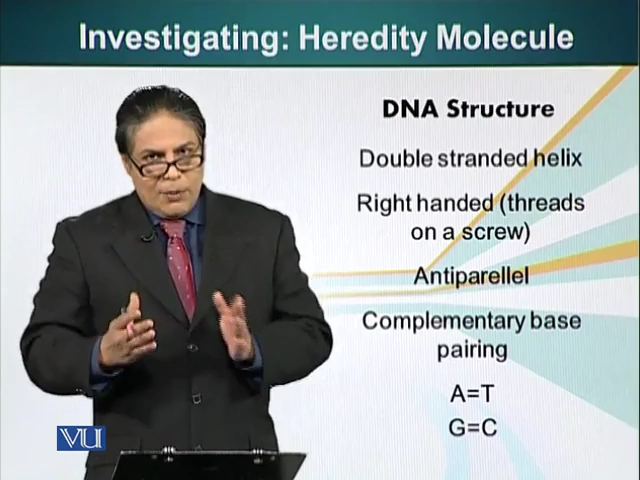 Investigating: Heredity Molecule
DNA Structure
Double stranded helix
Right handed (threads
on a screw)
Antiparellel
Complementary base
pairing
A=T
G=C
VU